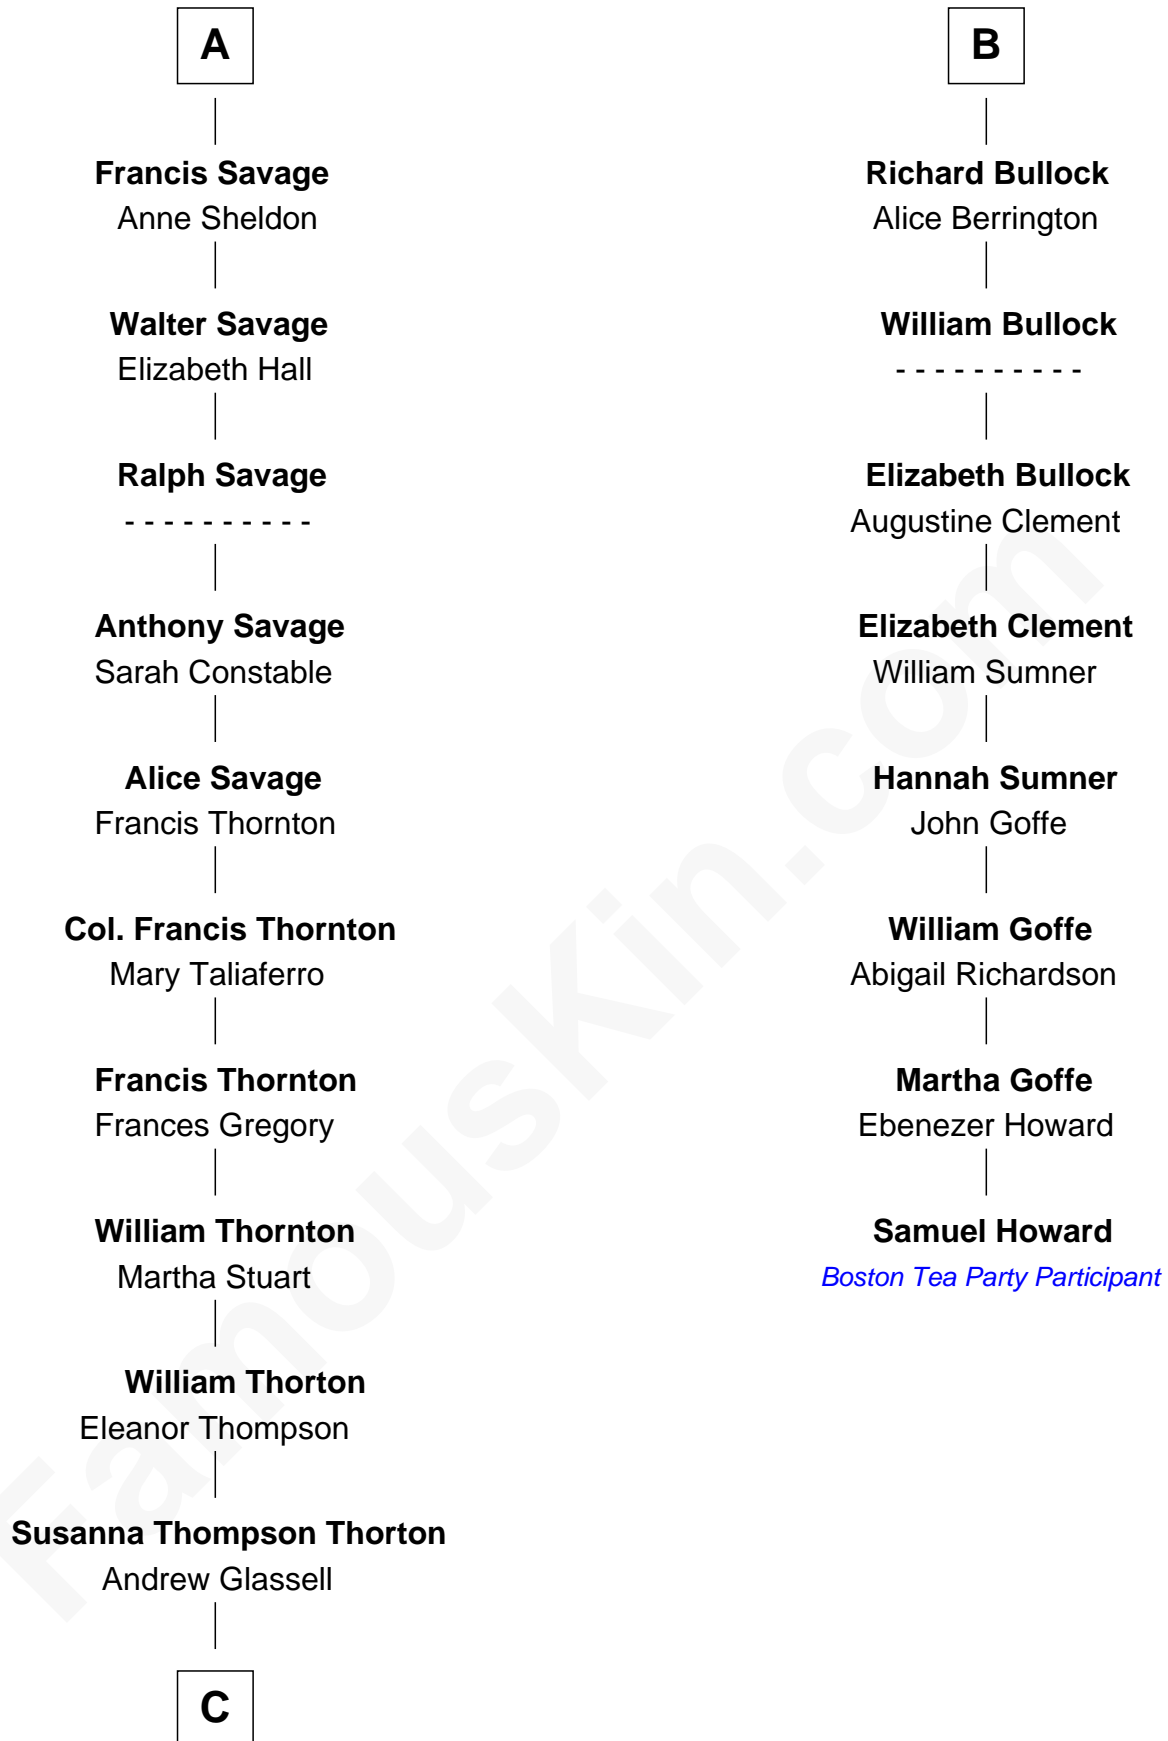 A
Francis Savage
Anne Sheldon
Walter Savage
Elizabeth Hall
Ralph Savage
- - - - - - - - - -
Anthony Savage
Sarah Constable
Alice Savage
Francis Thornton
Col. Francis Thornton
Mary Taliaferro
Francis Thornton
Frances Gregory
William Thornton
Martha Stuart
William Thorton
Eleanor Thompson
Susanna Thompson Thorton
Andrew Glassell
C
B
Richard Bullock
Alice Berrington
William Bullock
- - - - - - - - - -
Elizabeth Bullock
Augustine Clement
Elizabeth Clement
William Sumner
Hannah Sumner
John Goffe
William Goffe
Abigail Richardson
Martha Goffe
Ebenezer Howard
Samuel Howard
Boston Tea Party Participant
FamousKin.com